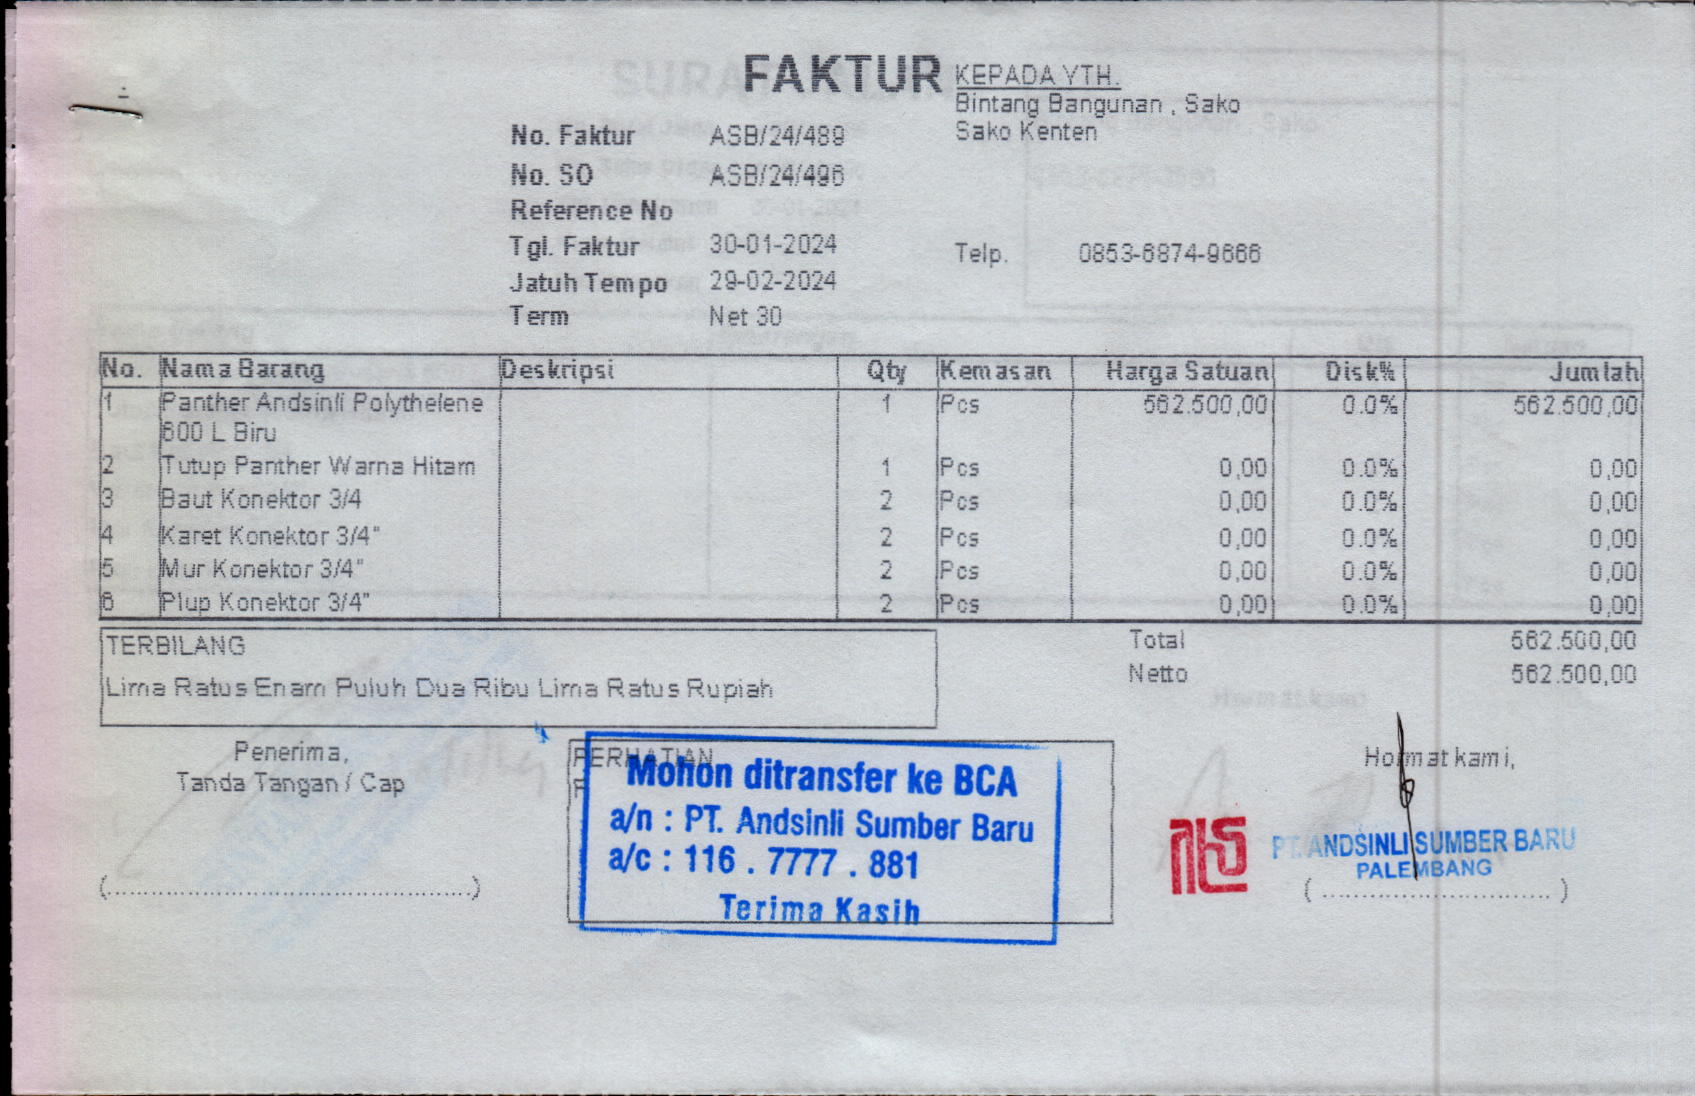 FAKTUR
KEPADA YTH.
Bintang Bangunan , Sako
Sako Kenten
No. Faktur ASB/24/489
No. SO ASB/24/496
Reference No
Tgl. Faktur 30-01-2024
Telp. 0853-6874-9666
Jatuh Tempo 29-02-2024
Term Net 30
No. Nama Barang Deskripsi Qty Kemasan Harga Satuan Disk% Jumlah
1 Panther Andsinli Polythelene 1 Pcs 562.500,00 0.0% 562.500,00
600 L Biru
2 Tutup Panther Warna Hitam 1 Pcs 0,00 0.0% 0,00
3 Baut Konektor 3/4 2 Pcs 0,00 0.0% 0,00
4 Karet Konektor 3/4" 2 Pcs 0,00 0.0% 0,00
5 Mur Konektor 3/4" 2 Pcs 0,00 0.0% 0,00
6 Plup Konektor 3/4" 2 Pcs 0,00 0.0% 0,00
TERBILANG
Lima Ratus Enam Puluh Dua Ribu Lima Ratus Rupiah
Total 562.500,00
Netto 562.500,00
Penerima,
Tanda Tangan / Cap
(........................................)
PERHATIAN
Mohon ditransfer ke BCA
a/n : PT. Andsinli Sumber Baru
a/c : 116 . 7777 . 881
Terima Kasih
Hormat kami,
PT. ANDSINLI SUMBER BARU
PALEMBANG
(............................)